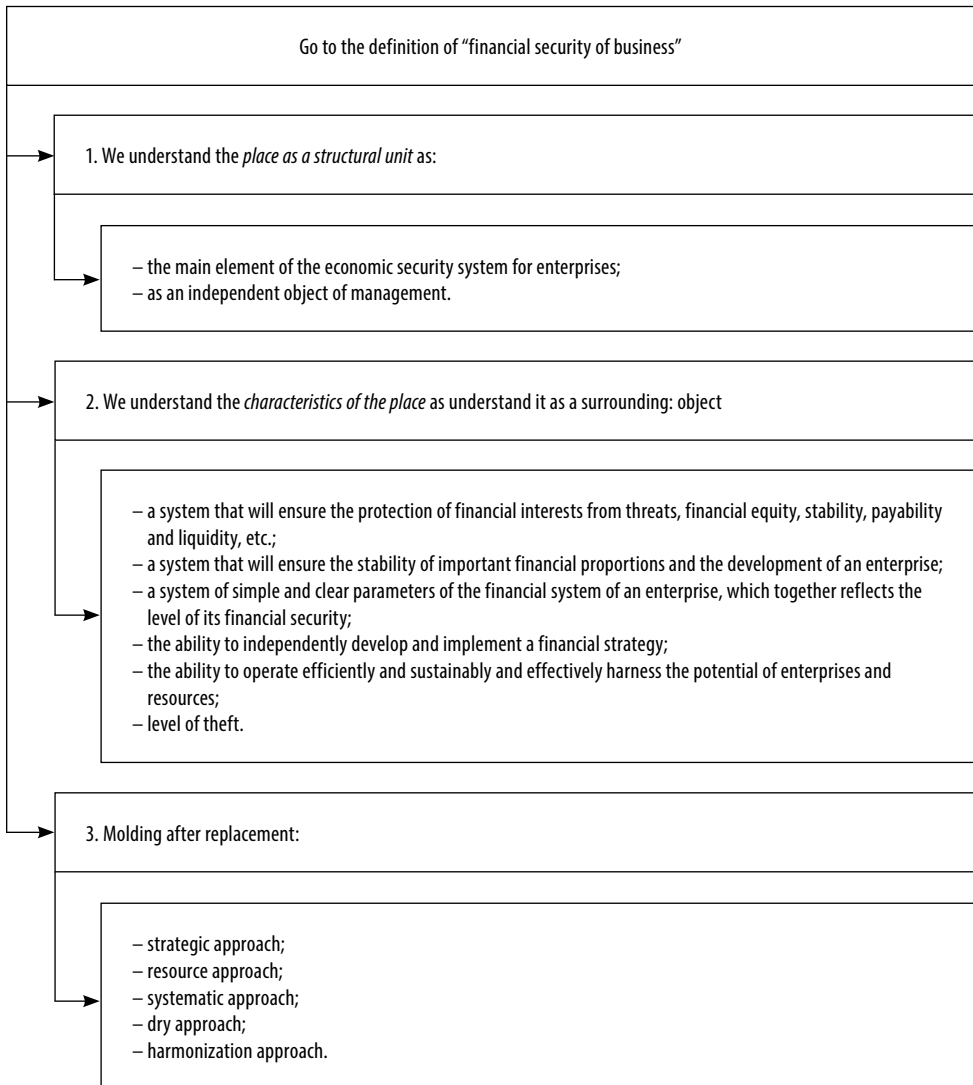 Go to the definition of “financial security of business”
1. We understand the place as a structural unit as:
– the main element of the economic security system for enterprises;
– as an independent object of management.
2. We understand the characteristics of the place as understand it as a surrounding: object
– a system that will ensure the protection of financial interests from threats, financial equity, stability, payability
and liquidity, etc.;
– a system that will ensure the stability of important financial proportions and the development of an enterprise;
– a system of simple and clear parameters of the financial system of an enterprise, which together reflects the
level of its financial security;
– the ability to independently develop and implement a financial strategy;
– the ability to operate efficiently and sustainably and effectively harness the potential of enterprises and
resources;
– level of theft.
3. Molding after replacement:
– strategic approach;
– resource approach;
– systematic approach;
– dry approach;
– harmonization approach.